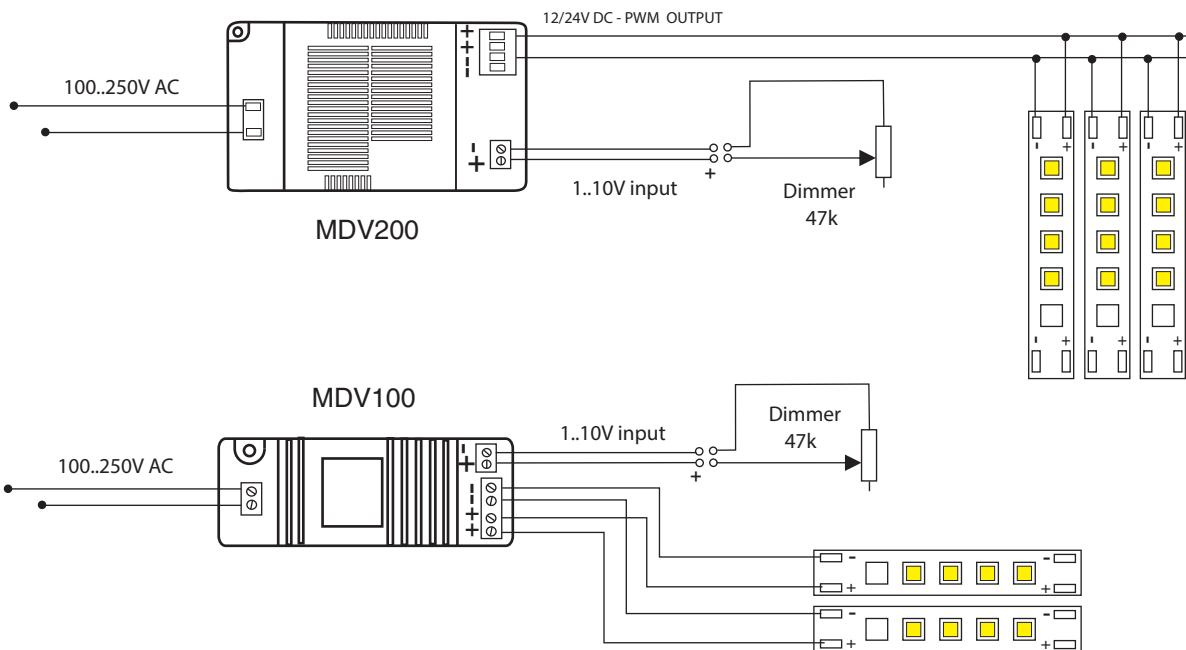 12/24V DC - PWM OUTPUT
+
+
-
-
100..250V AC
-
+
1..10V input
+
Dimmer
47k
MDV200
- +
- +
- +
- +
- +
- +
MDV100
1..10V input
+
Dimmer
47k
100..250V AC
-
+
-
-
+
+
- -
+ +
- -
+ +